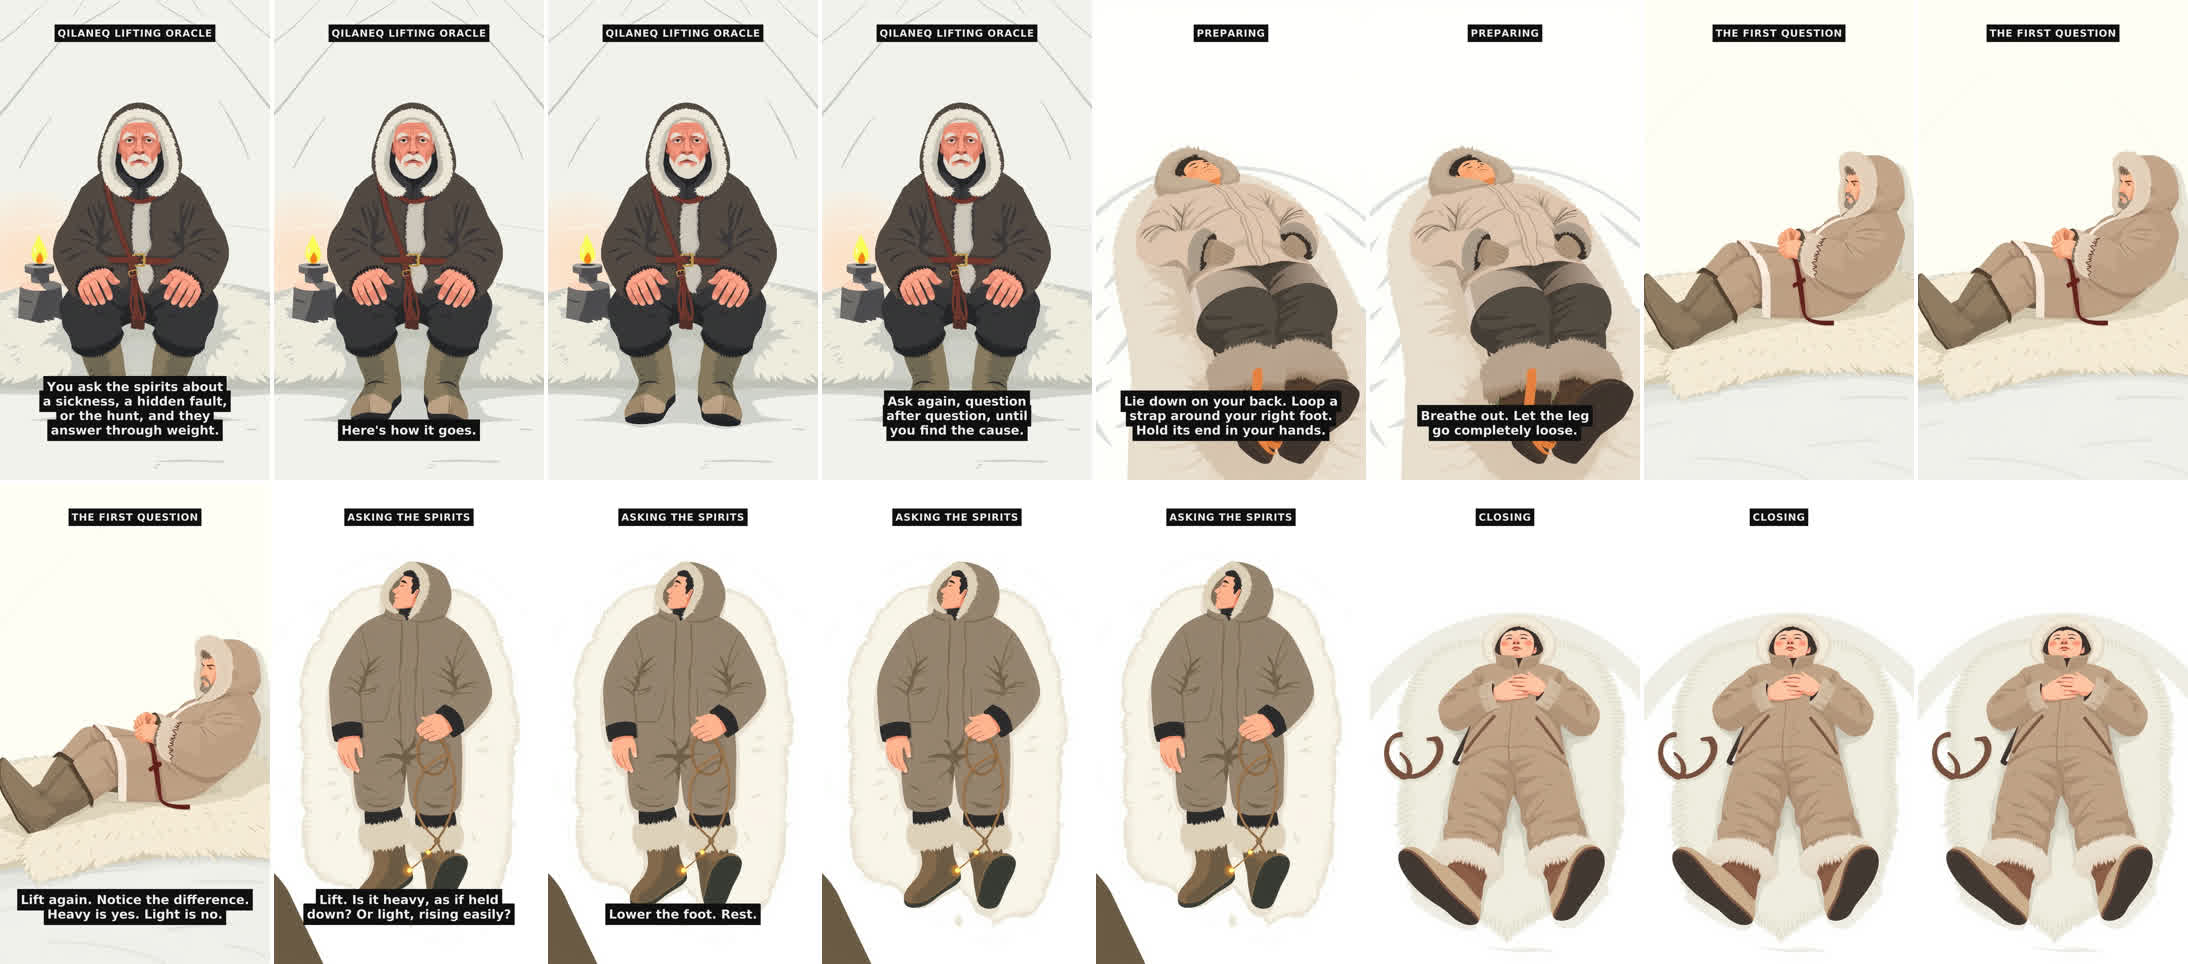 QILANEQ LIFTING ORACLE
You ask the spirits about
a sickness, a hidden fault,
or the hunt, and they
answer through weight.
QILANEQ LIFTING ORACLE
Here's how it goes.
QILANEQ LIFTING ORACLE
QILANEQ LIFTING ORACLE
Ask again, question
after question, until
you find the cause.
PREPARING
Lie down on your back. Loop a
strap around your right foot.
Hold its end in your hands.
PREPARING
Breathe out. Let the leg
go completely loose.
THE FIRST QUESTION
THE FIRST QUESTION
THE FIRST QUESTION
Lift again. Notice the difference.
Heavy is yes. Light is no.
ASKING THE SPIRITS
Lift. Is it heavy, as if held
down? Or light, rising easily?
ASKING THE SPIRITS
Lower the foot. Rest.
ASKING THE SPIRITS
ASKING THE SPIRITS
CLOSING
CLOSING